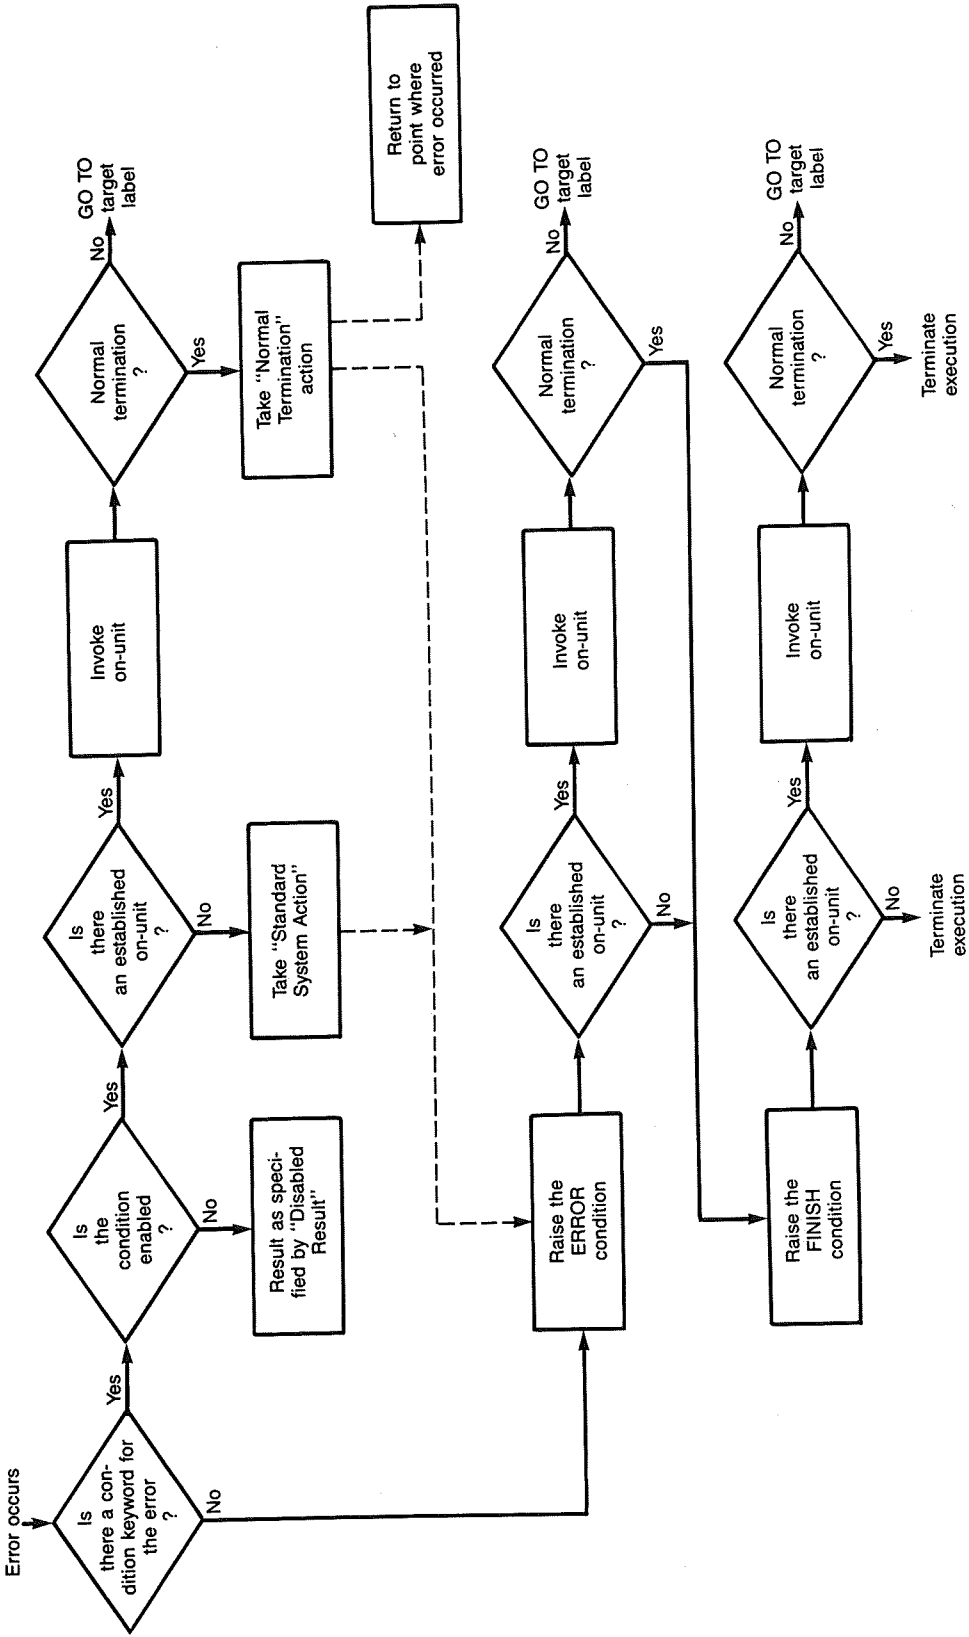 Error occurs
Is
there a con-
dition keyword for
the error
?
Yes
No
Is
the
condition
enabled
?
Yes
No
Result as speci-
fied by "Disabled
Result"
Is
there
an established
on-unit
?
Yes
No
Take "Standard
System Action"
Invoke
on-unit
Normal
termination
?
No
GO TO
target
label
Yes
Take "Normal
Termination"
action
Return to
point where
error occurred
Raise the
ERROR
condition
Is
there
an established
on-unit
?
Yes
No
Invoke
on-unit
Normal
termination
?
No
GO TO
target
label
Yes
Raise the
FINISH
condition
Is
there
an established
on-unit
?
Yes
No
Terminate
execution
Invoke
on-unit
Normal
termination
?
No
GO TO
target
label
Yes
Terminate
execution